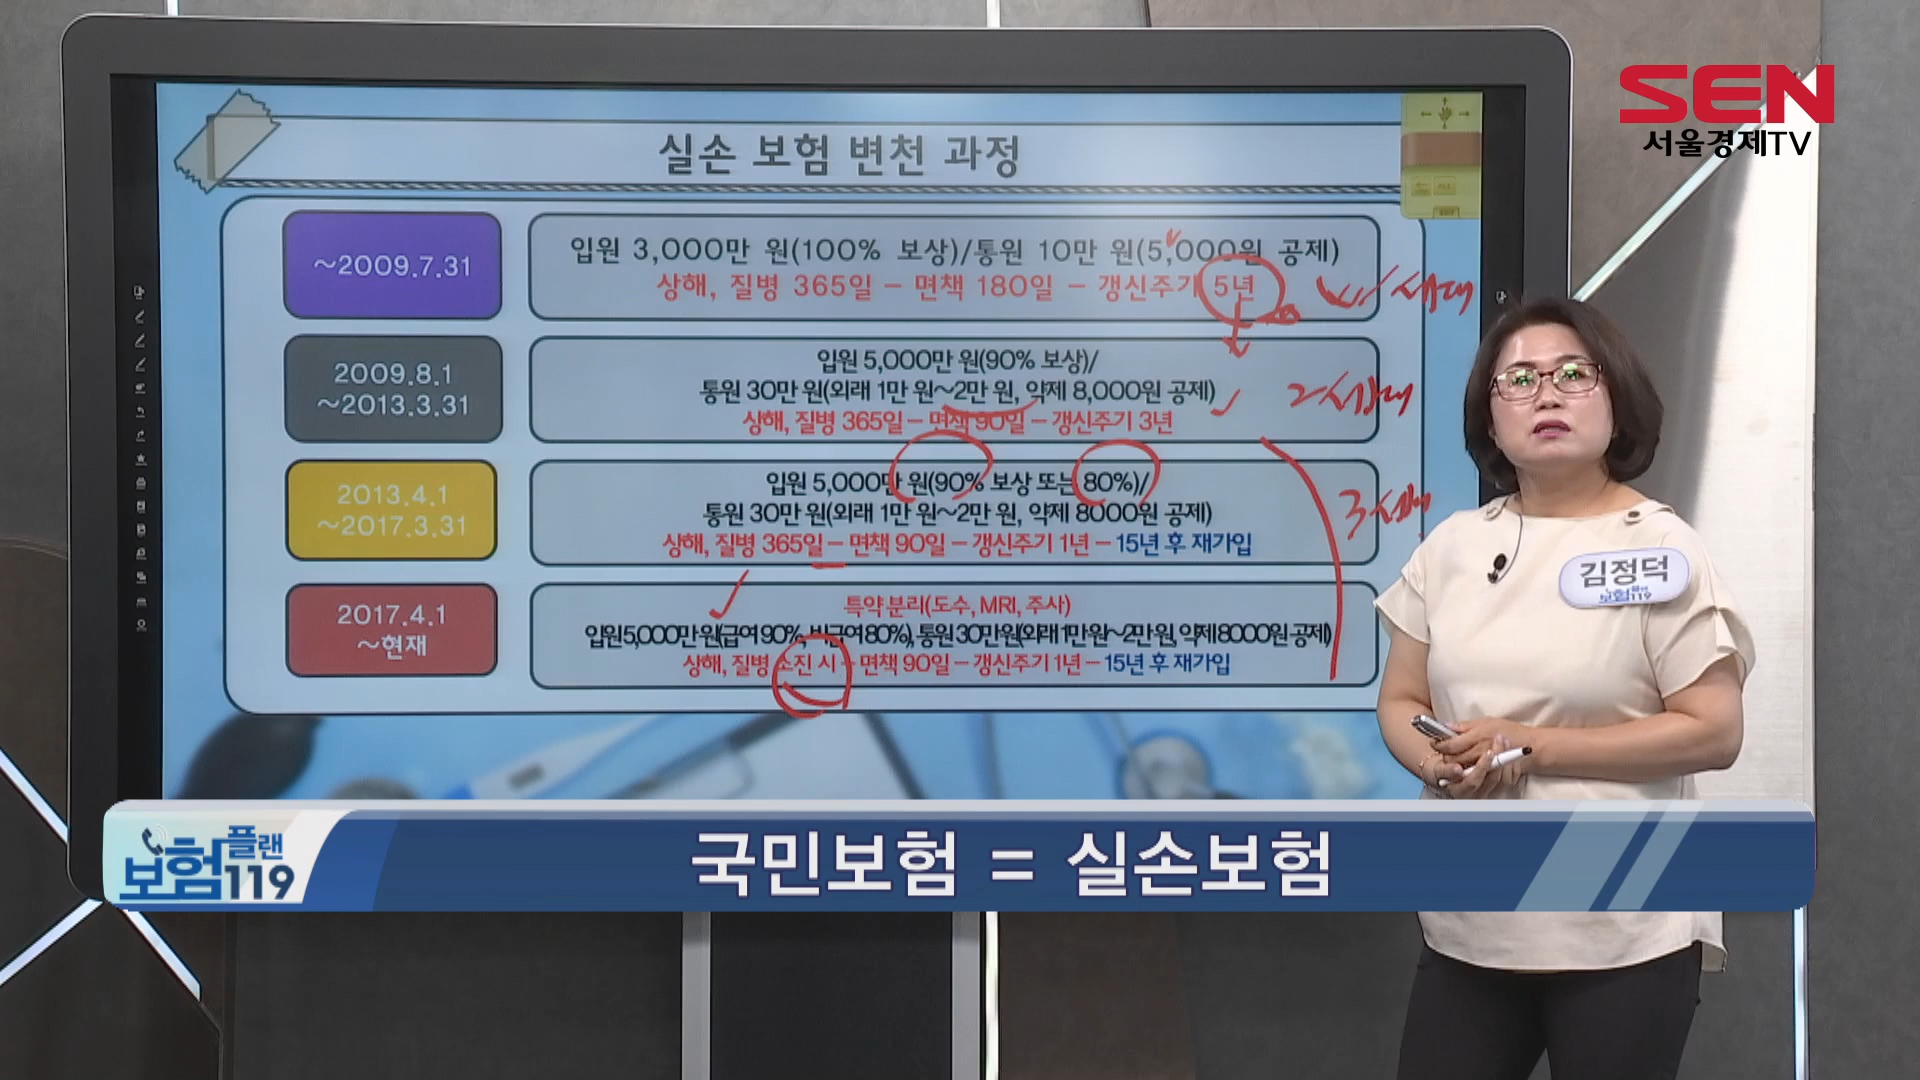 SEN
서울경제TV
실손 보험 변천 과정
~2009.7.31
입원 3,000만 원(100% 보상)/통원 10만 원(5,000원 공제)
상해, 질병 365일 – 면책 180일 – 갱신주기 5년
1세대
2009.8.1
~2013.3.31
입원 5,000만 원(90% 보상)/
통원 30만 원(외래 1만 원~2만 원, 약제 8,000원 공제)
상해, 질병 365일 – 면책 90일 – 갱신주기 3년
2세대
2013.4.1
~2017.3.31
입원 5,000만 원(90% 보상 또는 80%)/
통원 30만 원(외래 1만 원~2만 원, 약제 8000원 공제)
상해, 질병 365일 – 면책 90일 – 갱신주기 1년 – 15년 후 재가입
3세대
2017.4.1
~현재
특약 분리(도수, MRI, 주사)
입원 5,000만 원(급여 90%, 비급여 80%), 통원 30만 원(외래 1만 원~2만 원, 약제 8000원 공제)
상해, 질병 소진 시 – 면책 90일 – 갱신주기 1년 – 15년 후 재가입
김정덕
보험119
보험플랜119
국민보험 = 실손보험